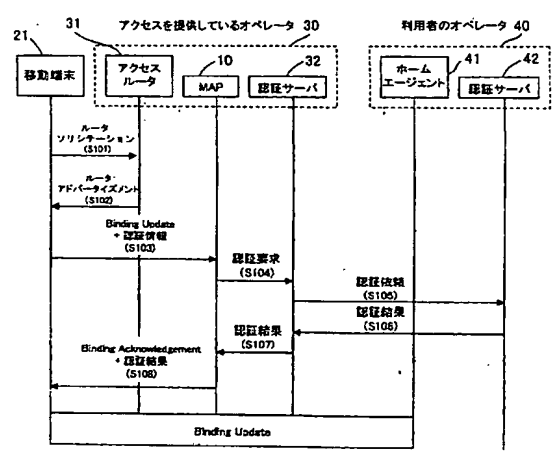 アクセスを提供しているオペレータ 30
利用者のオペレータ 40
21
31
10
32
41
42
移動端末
アクセス
ルータ
MAP
認証サーバ
ホーム
エージェント
認証サーバ
ルータ
ソリシテーション
(S101)
ルータ
アドバータイズメント
(S102)
Binding Update
+ 認証情報
(S103)
認証要求
(S104)
認証依頼
(S105)
認証結果
(S106)
認証結果
(S107)
Binding Acknowledgement
+ 認証結果
(S108)
Binding Update